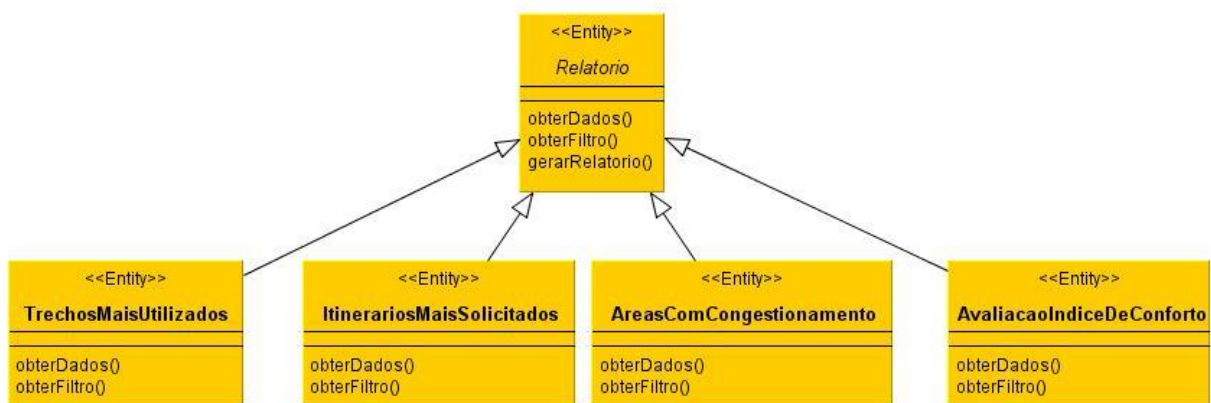 <<Entity>>
Relatorio
obterDados()
obterFiltro()
gerarRelatorio()
<<Entity>>
TrechosMaisUtilizados
obterDados()
obterFiltro()
<<Entity>>
ItinerariosMaisSolicitados
obterDados()
obterFiltro()
<<Entity>>
AreasComCongestionamento
obterDados()
obterFiltro()
<<Entity>>
AvaliacaoIndiceDeConforto
obterDados()
obterFiltro()